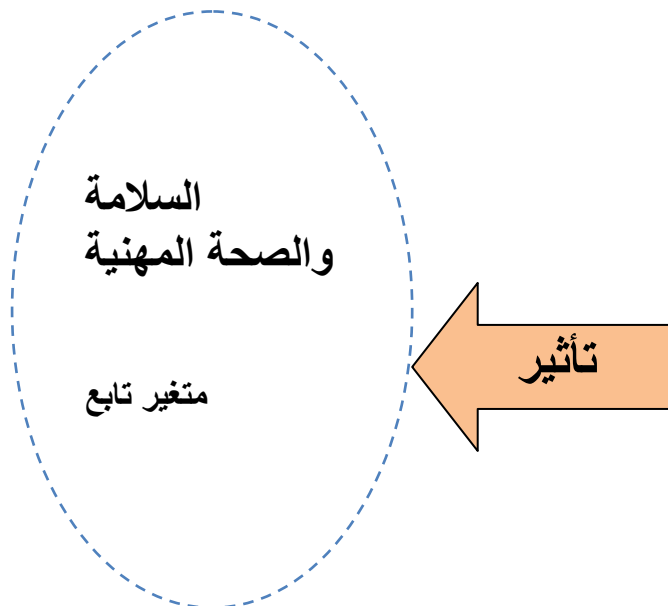 السلامة
والصحة المهنية
تأثير
متغير تابع